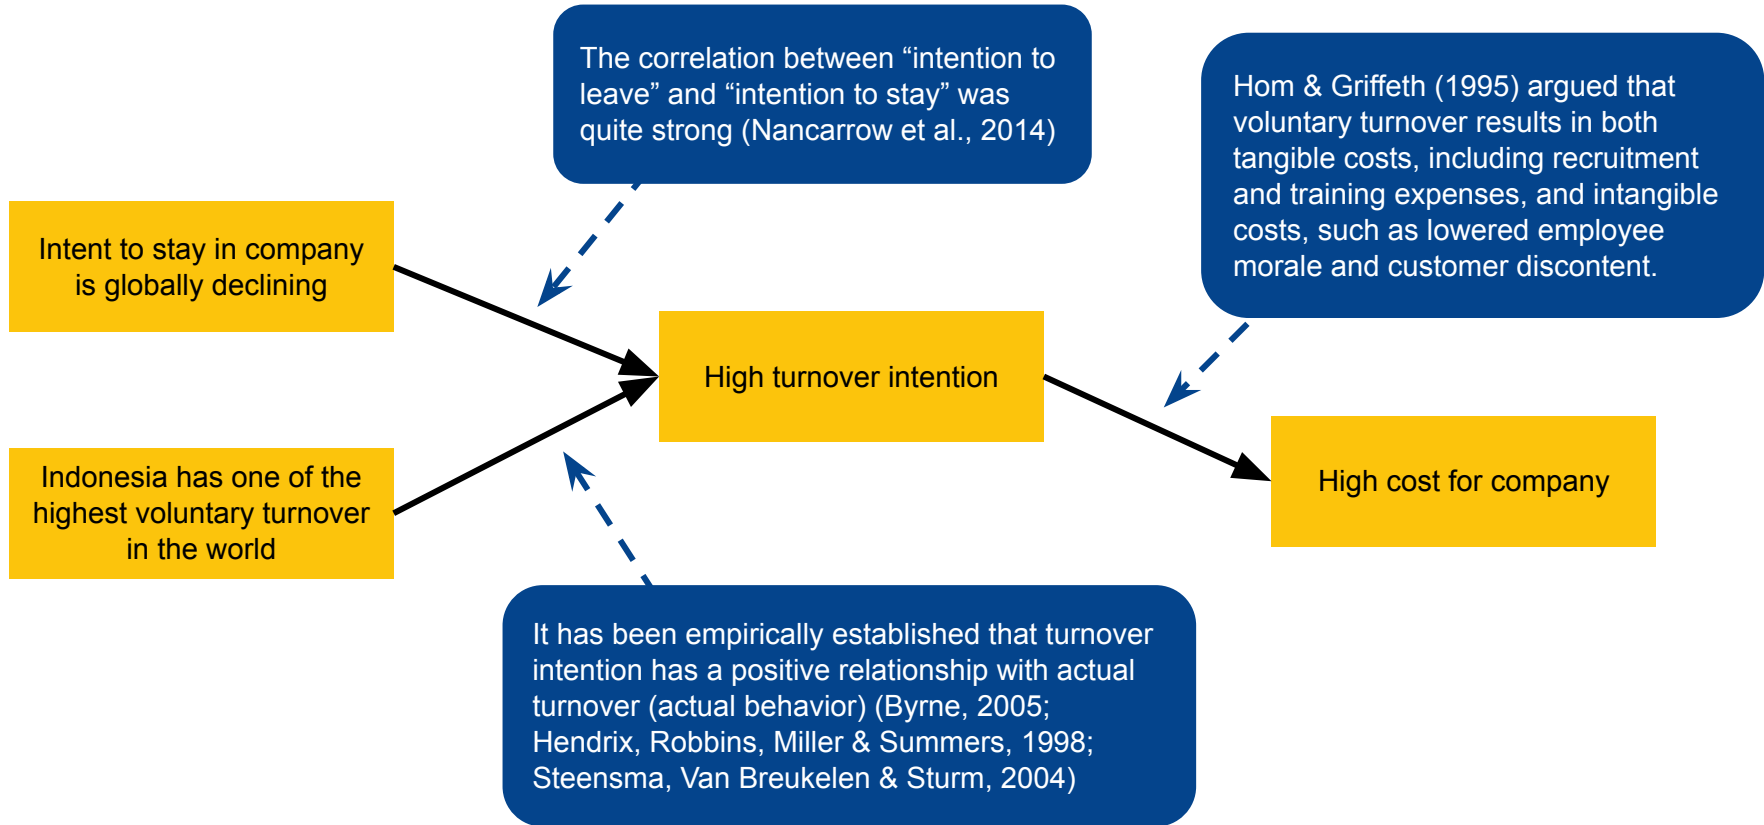 The correlation between “intention to
leave” and “intention to stay” was
quite strong (Nancarrow et al., 2014)
Hom & Griffeth (1995) argued that
voluntary turnover results in both
tangible costs, including recruitment
and training expenses, and intangible
costs, such as lowered employee
morale and customer discontent.
Intent to stay in company
is globally declining
High turnover intention
Indonesia has one of the
highest voluntary turnover
in the world
High cost for company
It has been empirically established that turnover
intention has a positive relationship with actual
turnover (actual behavior) (Byrne, 2005;
Hendrix, Robbins, Miller & Summers, 1998;
Steensma, Van Breukelen & Sturm, 2004)